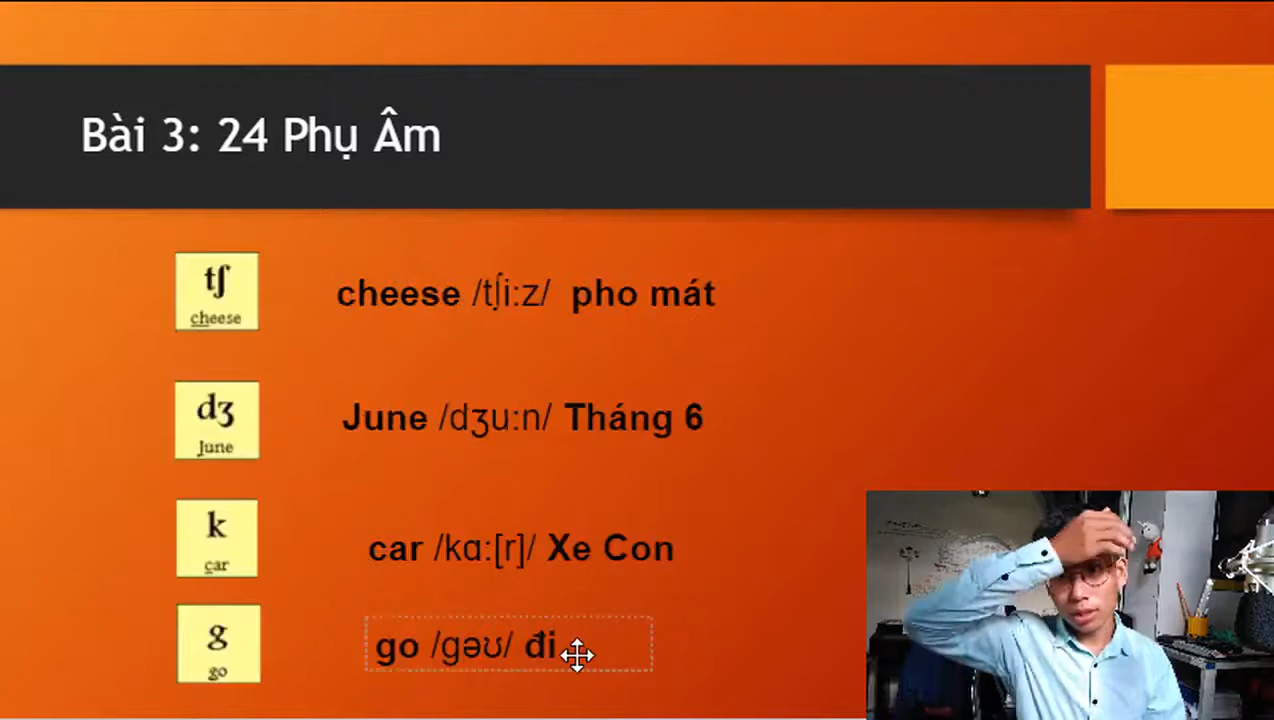 Bài 3: 24 Phụ Âm
tʃ
cheese
cheese /tʃi:z/ pho mát
dʒ
June
June /dʒu:n/ Tháng 6
k
car
car /kɑ:[r]/ Xe Con
g
go
go /gəʊ/ đi